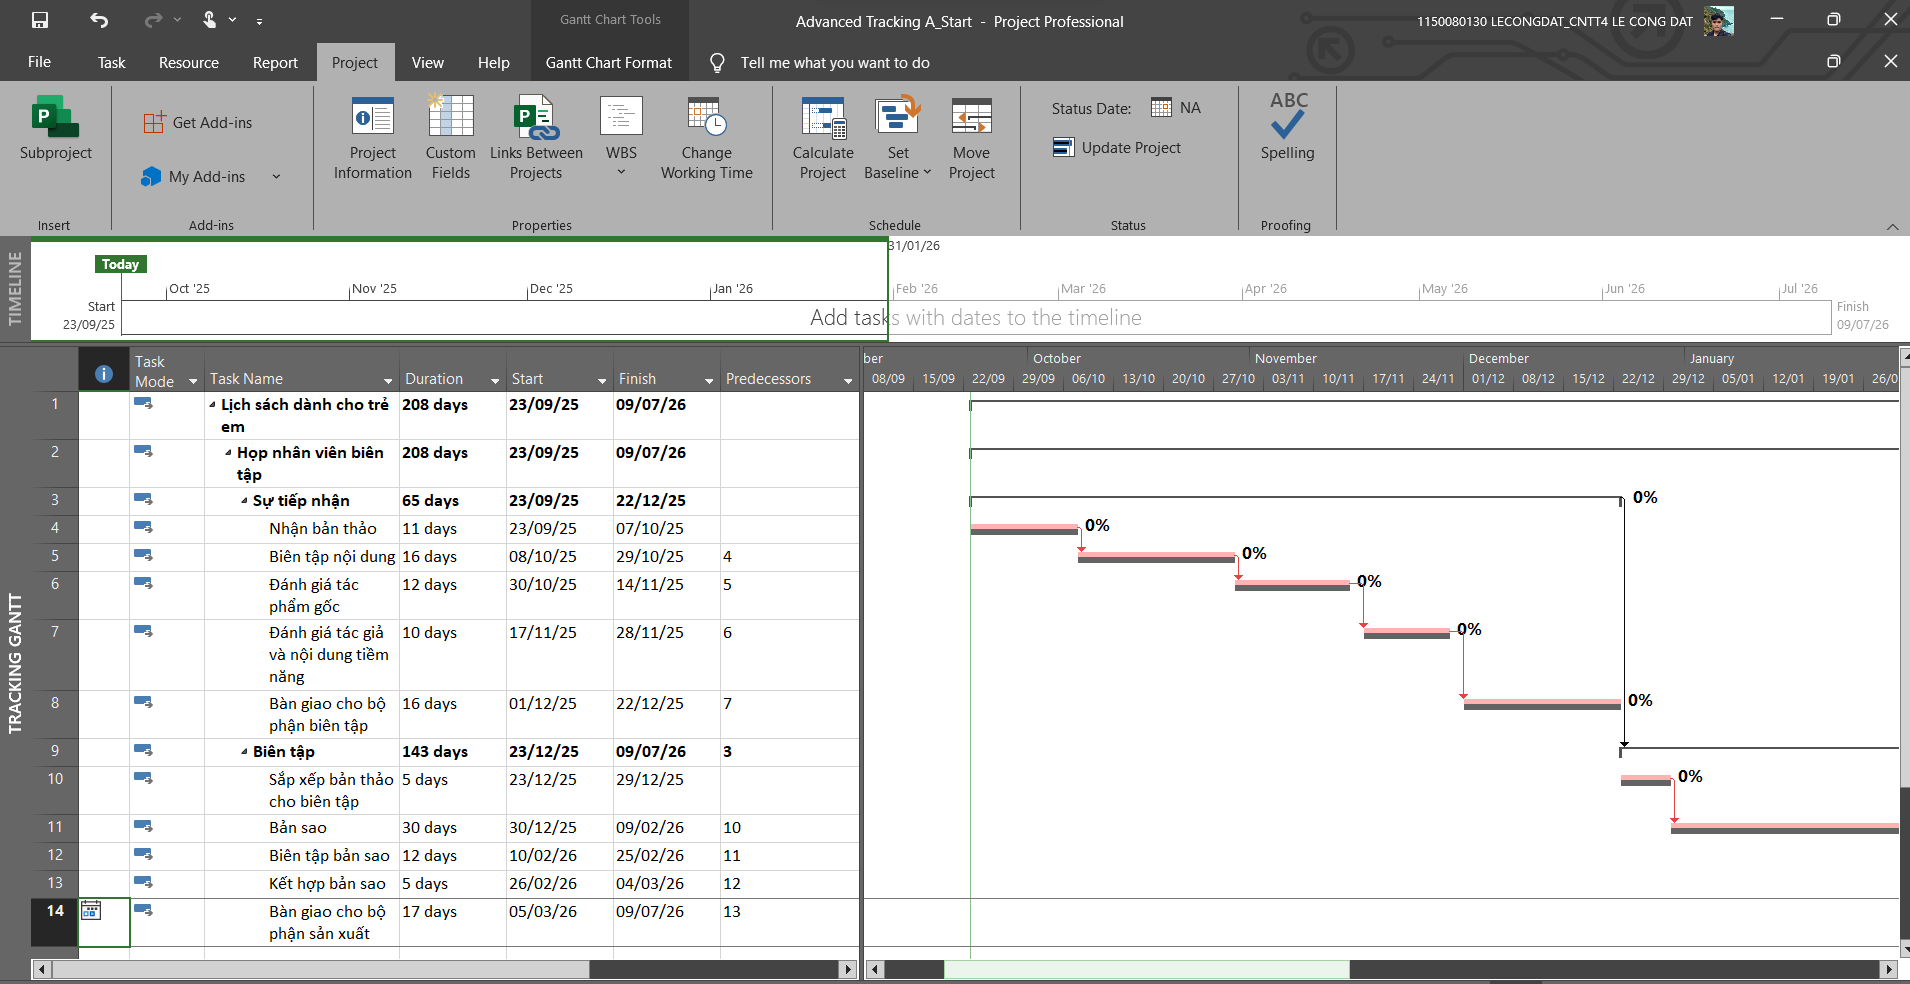 Gantt Chart Tools
Advanced Tracking A_Start - Project Professional
1150080130 LECONGDAT_CNTT4 LE CONG DAT
File Task Resource Report Project View Help Gantt Chart Format Tell me what you want to do
Subproject
Insert
Get Add-ins
My Add-ins
Add-ins
Project Information
Custom Fields
Links Between Projects
WBS
Change Working Time
Properties
Calculate Project
Set Baseline
Move Project
Schedule
Status Date: NA
Update Project
Status
ABC
Spelling
Proofing
TIMELINE
31/01/26
Today
Oct '25 Nov '25 Dec '25 Jan '26 Feb '26 Mar '26 Apr '26 May '26 Jun '26 Jul '26
Start
23/09/25
Add tasks with dates to the timeline
Finish
09/07/26
TRACKING GANTT
Task Mode Task Name Duration Start Finish Predecessors
ber October November December January
08/09 15/09 22/09 29/09 06/10 13/10 20/10 27/10 03/11 10/11 17/11 24/11 01/12 08/12 15/12 22/12 29/12 05/01 12/01 19/01 26/0
1 Lịch sách dành cho trẻ em 208 days 23/09/25 09/07/26
2 Họp nhân viên biên tập 208 days 23/09/25 09/07/26
3 Sự tiếp nhận 65 days 23/09/25 22/12/25 0%
4 Nhận bản thảo 11 days 23/09/25 07/10/25 0%
5 Biên tập nội dung 16 days 08/10/25 29/10/25 4 0%
6 Đánh giá tác phẩm gốc 12 days 30/10/25 14/11/25 5 0%
7 Đánh giá tác giả và nội dung tiềm năng 10 days 17/11/25 28/11/25 6 0%
8 Bàn giao cho bộ phận biên tập 16 days 01/12/25 22/12/25 7 0%
9 Biên tập 143 days 23/12/25 09/07/26 3
10 Sắp xếp bản thảo cho biên tập 5 days 23/12/25 29/12/25 0%
11 Bản sao 30 days 30/12/25 09/02/26 10
12 Biên tập bản sao 12 days 10/02/26 25/02/26 11
13 Kết hợp bản sao 5 days 26/02/26 04/03/26 12
14 Bàn giao cho bộ phận sản xuất 17 days 05/03/26 09/07/26 13